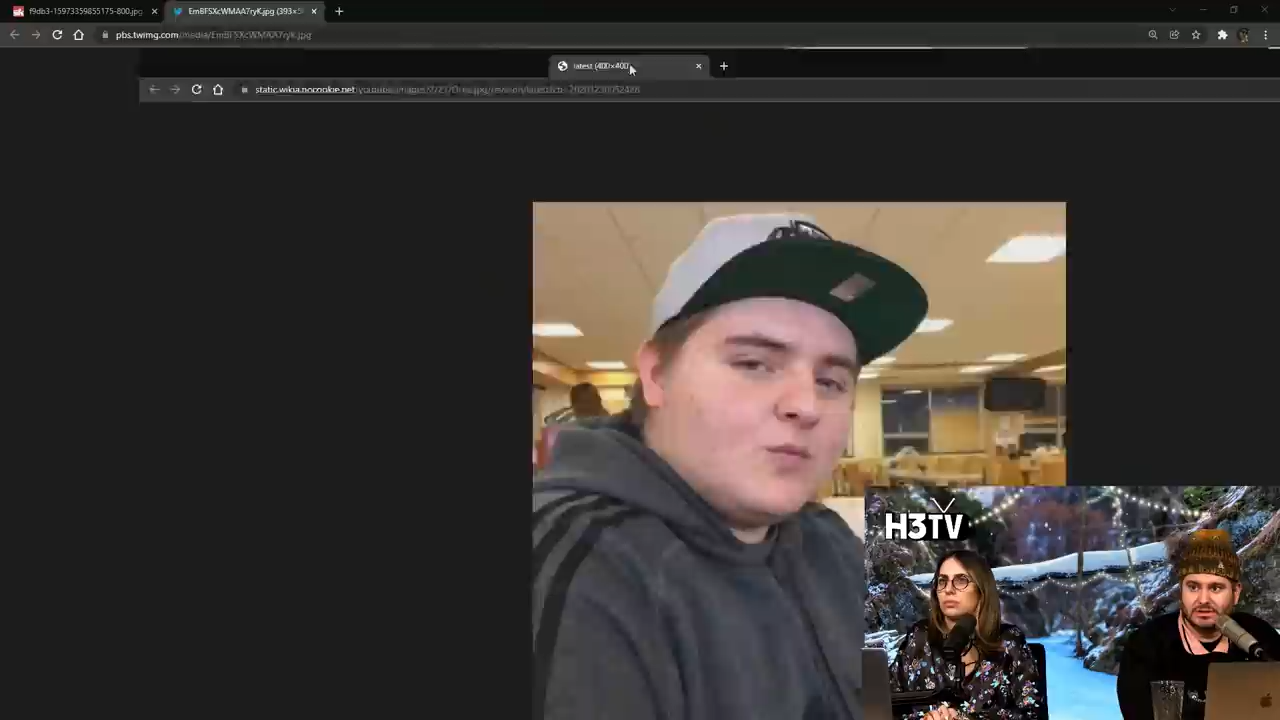 f9db3-15973359855175-800.jpg
EmBFSXcWMAA7ryK.jpg (393×5
pbs.twimg.com/media/EmBFSXcWMAA7ryK.jpg
latest (400×400)
static.wikia.nocookie.net
H3TV